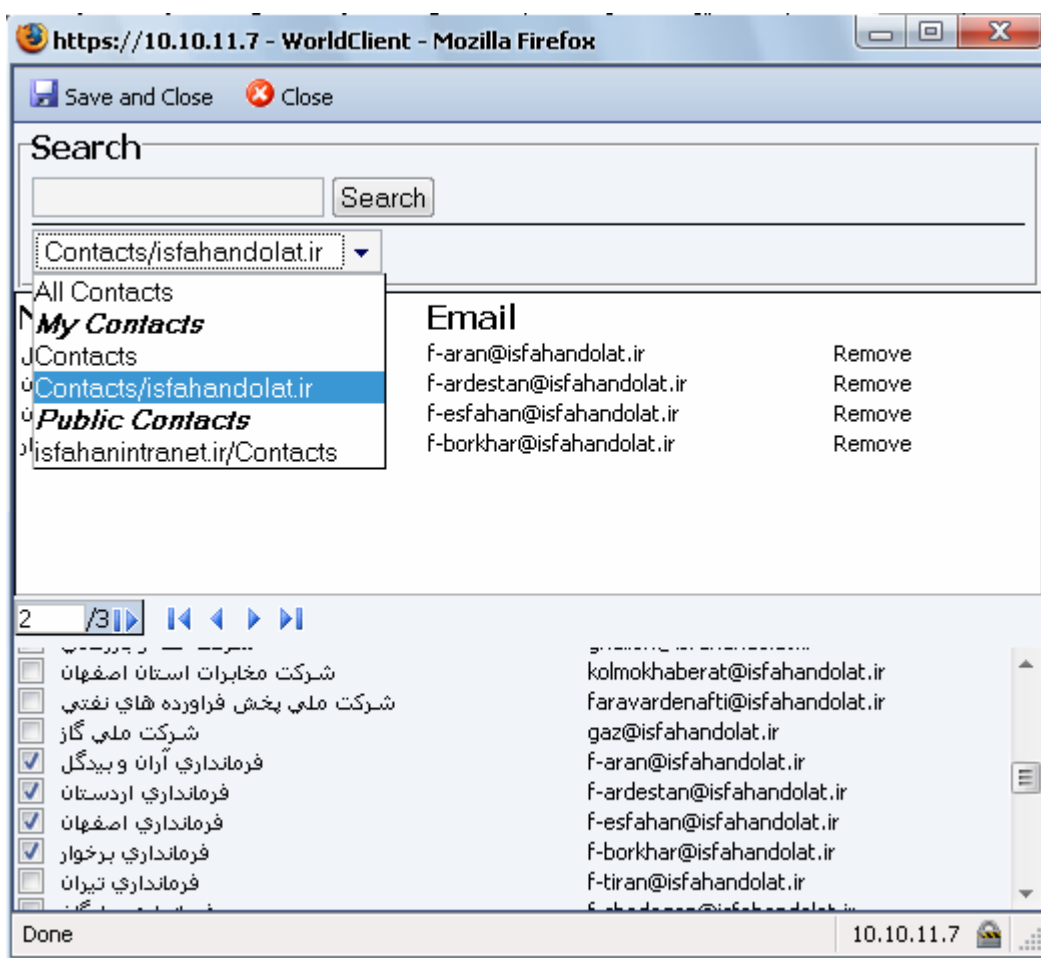 https://10.10.11.7 - WorldClient - Mozilla Firefox
Save and Close Close
Search
Search
Contacts/isfahandolat.ir
All Contacts
My Contacts
Contacts
Contacts/isfahandolat.ir
Public Contacts
isfahanintranet.ir/Contacts
Email
f-aran@isfahandolat.ir Remove
f-ardestan@isfahandolat.ir Remove
f-esfahan@isfahandolat.ir Remove
f-borkhar@isfahandolat.ir Remove
2 /3
شرکت مخابرات استان اصفهان kolmokhaberat@isfahandolat.ir
شرکت ملي پخش فراورده هاي نفتي faravardenafti@isfahandolat.ir
شرکت ملي گاز gaz@isfahandolat.ir
فرمانداري آران و بيدگل f-aran@isfahandolat.ir
فرمانداري اردستان f-ardestan@isfahandolat.ir
فرمانداري اصفهان f-esfahan@isfahandolat.ir
فرمانداري برخوار f-borkhar@isfahandolat.ir
فرمانداري تيران f-tiran@isfahandolat.ir
Done 10.10.11.7